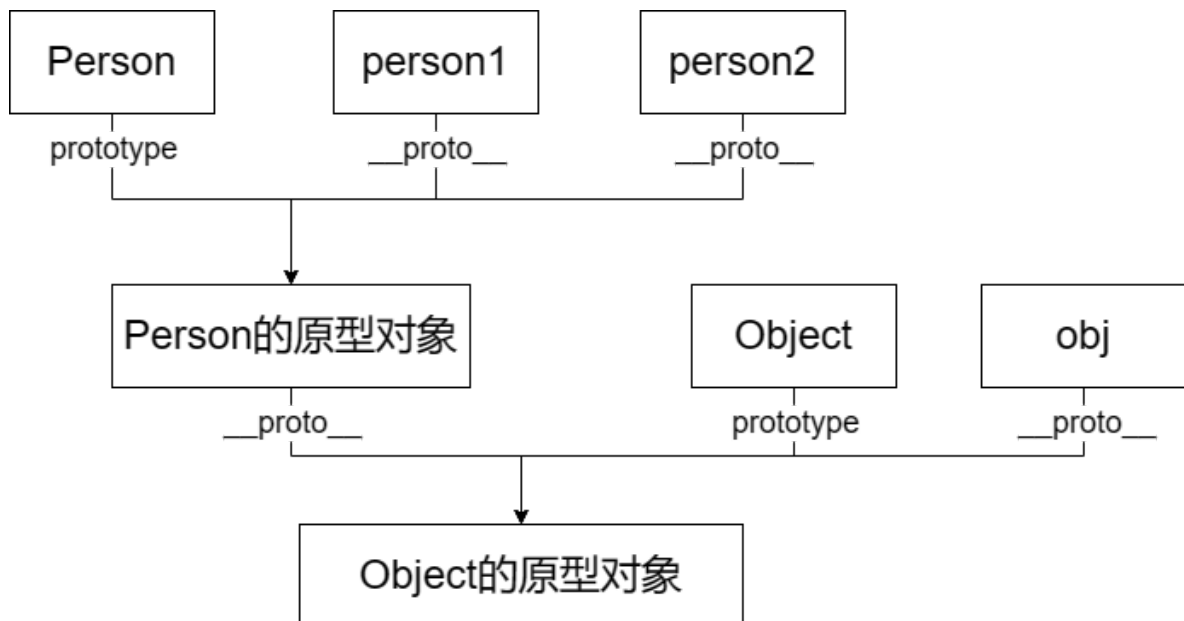 Person
person1
person2
prototype
__proto__
__proto__
Person的原型对象
Object
obj
__proto__
prototype
__proto__
Object的原型对象